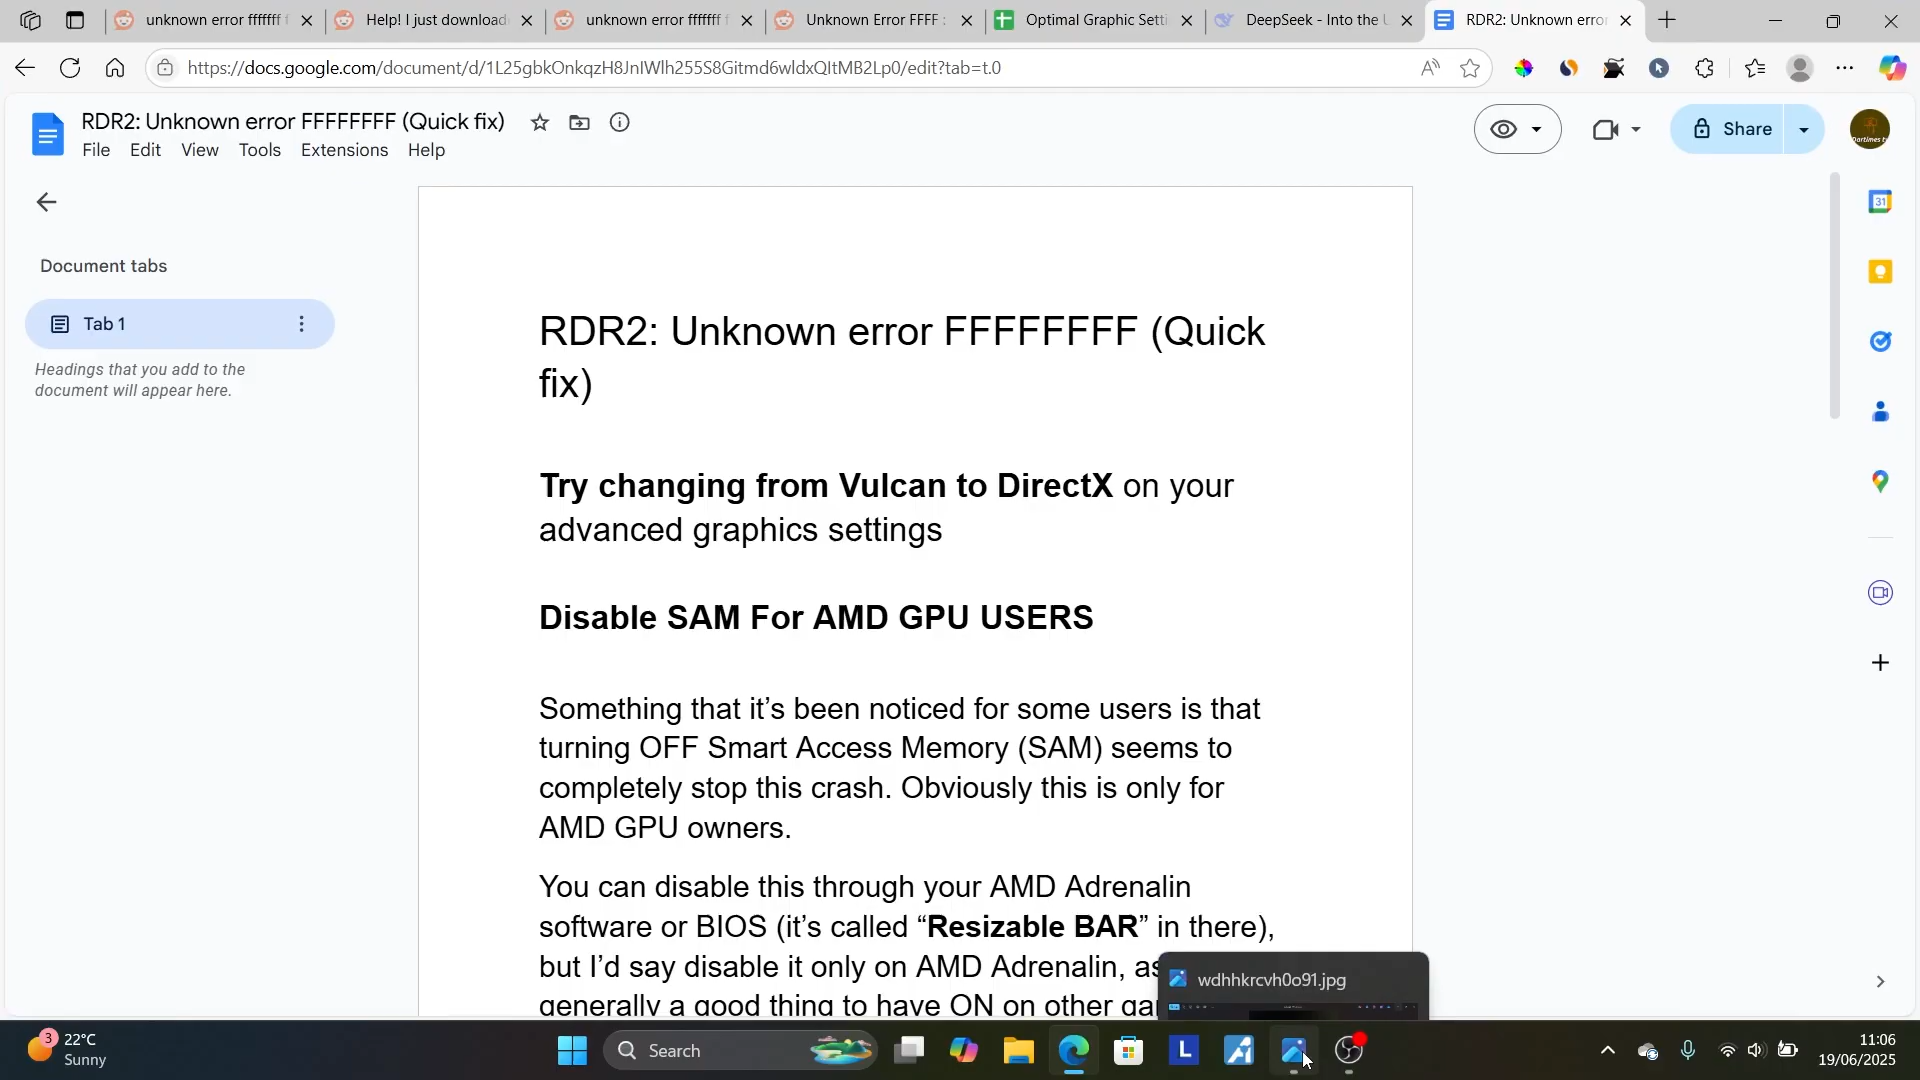 unknown error fffffff f
Help! I just download
unknown error fffffff f
Unknown Error FFFF :
Optimal Graphic Setti
DeepSeek - Into the U
RDR2: Unknown error
https://docs.google.com/document/d/1L25gbkOnkqzH8JnIWlh255S8Gitmd6wldxQItMB2Lp0/edit?tab=t.0
RDR2: Unknown error FFFFFFFF (Quick fix)
File Edit View Tools Extensions Help
Share
Document tabs
Tab 1
Headings that you add to the
document will appear here.
RDR2: Unknown error FFFFFFFF (Quick
fix)
Try changing from Vulcan to DirectX on your
advanced graphics settings
Disable SAM For AMD GPU USERS
Something that it's been noticed for some users is that
turning OFF Smart Access Memory (SAM) seems to
completely stop this crash. Obviously this is only for
AMD GPU owners.
You can disable this through your AMD Adrenalin
software or BIOS (it's called “Resizable BAR” in there),
but I'd say disable it only on AMD Adrenalin, as
generally a good thing to have ON on other gam
wdhhkrcvh0o91.jpg
31
3
22°C
Sunny
Search
L
11:06
19/06/2025